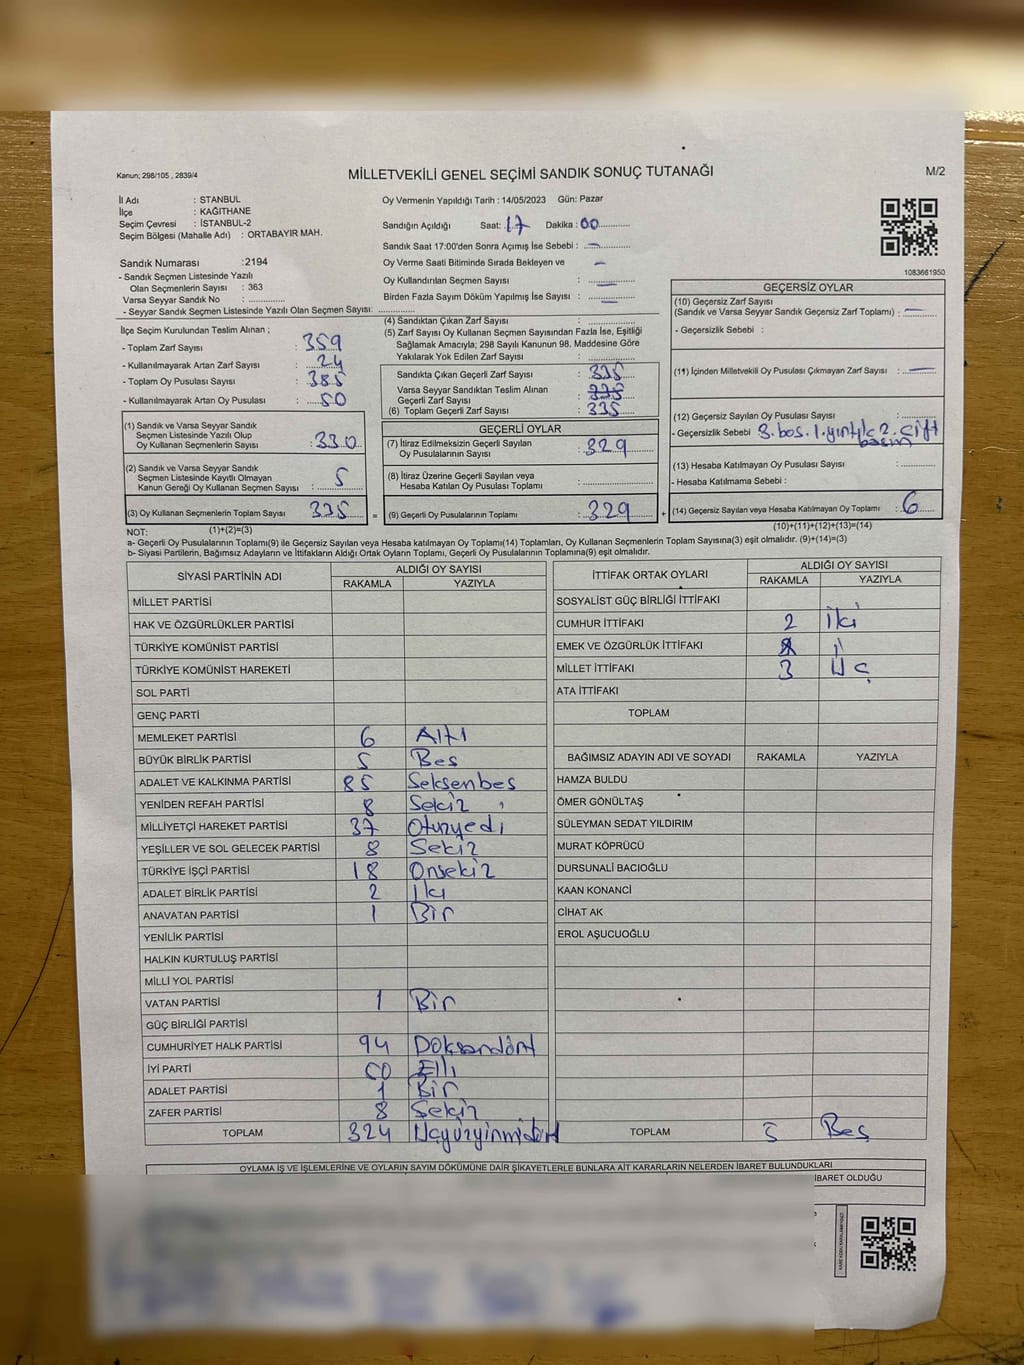 Kanun; 298/105 , 2839/4
MİLLETVEKİLİ GENEL SEÇİMİ SANDIK SONUÇ TUTANAĞI
M/2
İl Adı : STANBUL
İlçe : KAĞITHANE
Seçim Çevresi : İSTANBUL-2
Seçim Bölgesi (Mahalle Adı) : ORTABAYIR MAH.
Sandık Numarası :2194
- Sandık Seçmen Listesinde Yazılı
Olan Seçmenlerin Sayısı : 363
Varsa Seyyar Sandık No : ..............
- Seyyar Sandık Seçmen Listesinde Yazılı Olan Seçmen Sayısı: ..............
Oy Vermenin Yapıldığı Tarih : 14/05/2023 Gün: Pazar
Sandığın Açıldığı Saat: 17 Dakika : 00
Sandık Saat 17:00'den Sonra Açımış İse Sebebi : —
Oy Verme Saati Bitiminde Sırada Bekleyen ve —
Oy Kullandırılan Seçmen Sayısı : —
Birden Fazla Sayım Döküm Yapılmış İse Sayısı : —
1083661950
İlçe Seçim Kurulundan Teslim Alınan ;
- Toplam Zarf Sayısı : 359
- Kullanılmayarak Artan Zarf Sayısı : 24
- Toplam Oy Pusulası Sayısı : 385
- Kullanılmayarak Artan Oy Pusulası : 50
(1) Sandık ve Varsa Seyyar Sandık
Seçmen Listesinde Yazılı Olup
Oy Kullanan Seçmenlerin Sayısı : 330
(2) Sandık ve Varsa Seyyar Sandık
Seçmen Listesinde Kayıtlı Olmayan
Kanun Gereği Oy Kullanan Seçmen Sayısı : 5
(3) Oy Kullanan Seçmenlerin Toplam Sayısı : 335 =
(4) Sandıktan Çıkan Zarf Sayısı : ..............
(5) Zarf Sayısı Oy Kullanan Seçmen Sayısından Fazla İse, Eşitliği
Sağlamak Amacıyla; 298 Sayılı Kanunun 98. Maddesine Göre
Yakılarak Yok Edilen Zarf Sayısı : ..............
Sandıkta Çıkan Geçerli Zarf Sayısı : 335
Varsa Seyyar Sandıktan Teslim Alınan
Geçerli Zarf Sayısı : 335
(6) Toplam Geçerli Zarf Sayısı : 335
GEÇERLİ OYLAR
(7) İtiraz Edilmeksizin Geçerli Sayılan
Oy Pusulalarının Sayısı : 329
(8) İtiraz Üzerine Geçerli Sayılan veya
Hesaba Katılan Oy Pusulası Toplamı : ..............
(9) Geçerli Oy Pusulalarının Toplamı : 329 +
GEÇERSİZ OYLAR
(10) Geçersiz Zarf Sayısı
(Sandık ve Varsa Seyyar Sandık Geçersiz Zarf Toplamı) : —
- Geçersizlik Sebebi :
(11) İçinden Milletvekili Oy Pusulası Çıkmayan Zarf Sayısı : —
(12) Geçersiz Sayılan Oy Pusulası Sayısı : ..............
- Geçersizlik Sebebi 3.bos.1.yırtık 2.çift
basım
(13) Hesaba Katılmayan Oy Pusulası Sayısı : ..............
- Hesaba Katılmama Sebebi :
(14) Geçersiz Sayılan veya Hesaba Katılmayan Oy Toplamı : 6
NOT: (1)+(2)=(3)
(10)+(11)+(12)+(13)=(14)
a- Geçerli Oy Pusulalarının Toplamı(9) ile Geçersiz Sayılan veya Hesaba katılmayan Oy Toplamı(14) Toplamları, Oy Kullanan Seçmenlerin Toplam Sayısına(3) eşit olmalıdır. (9)+(14)=(3)
b- Siyasi Partilerin, Bağımsız Adayların ve İttifakların Aldığı Ortak Oyların Toplamı, Geçerli Oy Pusulalarının Toplamına(9) eşit olmalıdır.
SİYASİ PARTİNİN ADI ALDIĞI OY SAYISI
RAKAMLA YAZIYLA
MİLLET PARTİSİ
HAK VE ÖZGÜRLÜKLER PARTİSİ
TÜRKİYE KOMÜNİST PARTİSİ
TÜRKİYE KOMÜNİST HAREKETİ
SOL PARTİ
GENÇ PARTİ
MEMLEKET PARTİSİ 6 Altı
BÜYÜK BİRLİK PARTİSİ 5 Bes
ADALET VE KALKINMA PARTİSİ 85 Seksenbes
YENİDEN REFAH PARTİSİ 8 Sekiz
MİLLİYETÇİ HAREKET PARTİSİ 37 Otuzyedi
YEŞİLLER VE SOL GELECEK PARTİSİ 8 Sekiz
TÜRKİYE İŞÇİ PARTİSİ 18 Onsekiz
ADALET BİRLİK PARTİSİ 2 İki
ANAVATAN PARTİSİ 1 Bir
YENİLİK PARTİSİ
HALKIN KURTULUŞ PARTİSİ
MİLLİ YOL PARTİSİ
VATAN PARTİSİ 1 Bir
GÜÇ BİRLİĞİ PARTİSİ
CUMHURİYET HALK PARTİSİ 94 Doksandört
İYİ PARTİ 50 Elli
ADALET PARTİSİ 1 Bir
ZAFER PARTİSİ 8 Sekiz
TOPLAM 324 Üçyüzyirmidört
İTTİFAK ORTAK OYLARI ALDIĞI OY SAYISI
RAKAMLA YAZIYLA
SOSYALİST GÜÇ BİRLİĞİ İTTİFAKI
CUMHUR İTTİFAKI 2 İki
EMEK VE ÖZGÜRLÜK İTTİFAKI
MİLLET İTTİFAKI 3 Üç
ATA İTTİFAKI
TOPLAM
BAĞIMSIZ ADAYIN ADI VE SOYADI RAKAMLA YAZIYLA
HAMZA BULDU
ÖMER GÖNÜLTAŞ
SÜLEYMAN SEDAT YILDIRIM
MURAT KÖPRÜCÜ
DURSUNALİ BACIOĞLU
KAAN KONANCİ
CİHAT AK
EROL AŞUCUOĞLU
TOPLAM 5 Beş
OYLAMA İŞ VE İŞLEMLERİNE VE OYLARIN SAYIM DÖKÜMÜNE DAİR ŞİKAYETLERLE BUNLARA AİT KARARLARIN NELERDEN İBARET BULUNDUKLARI
İBARET OLDUĞU